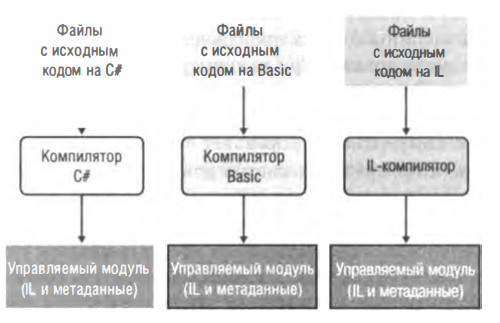 Файлы
с исходным
кодом на C#
Файлы
с исходным
кодом на Basic
Файлы
с исходным
кодом на IL
Компилятор
C#
Компилятор
Basic
IL-компилятор
Управляемый модуль
(IL и метаданные)
Управляемый модуль
(IL и метаданные)
Управляемый модуль
(IL и метаданные)